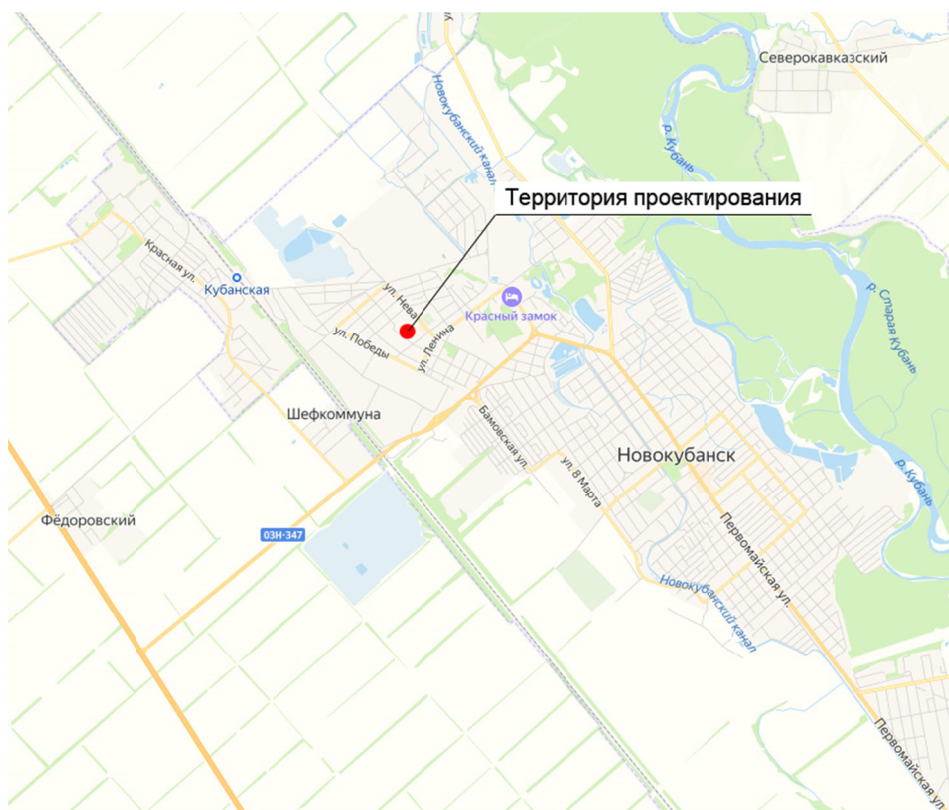 Северокавказский
Новокубанский канал
р. Кубань
Территория проектирования
Красная ул.
Кубанская
ул. Нева
Красный замок
р. Старая Кубань
ул. Победы
ул. Ленина
Шефкоммуна
Бамовская ул.
Новокубанск
ул. 8 Марта
р. Кубань
Фёдоровский
03Н-347
Первомайская ул.
Новокубанский канал
Первомайская ул.